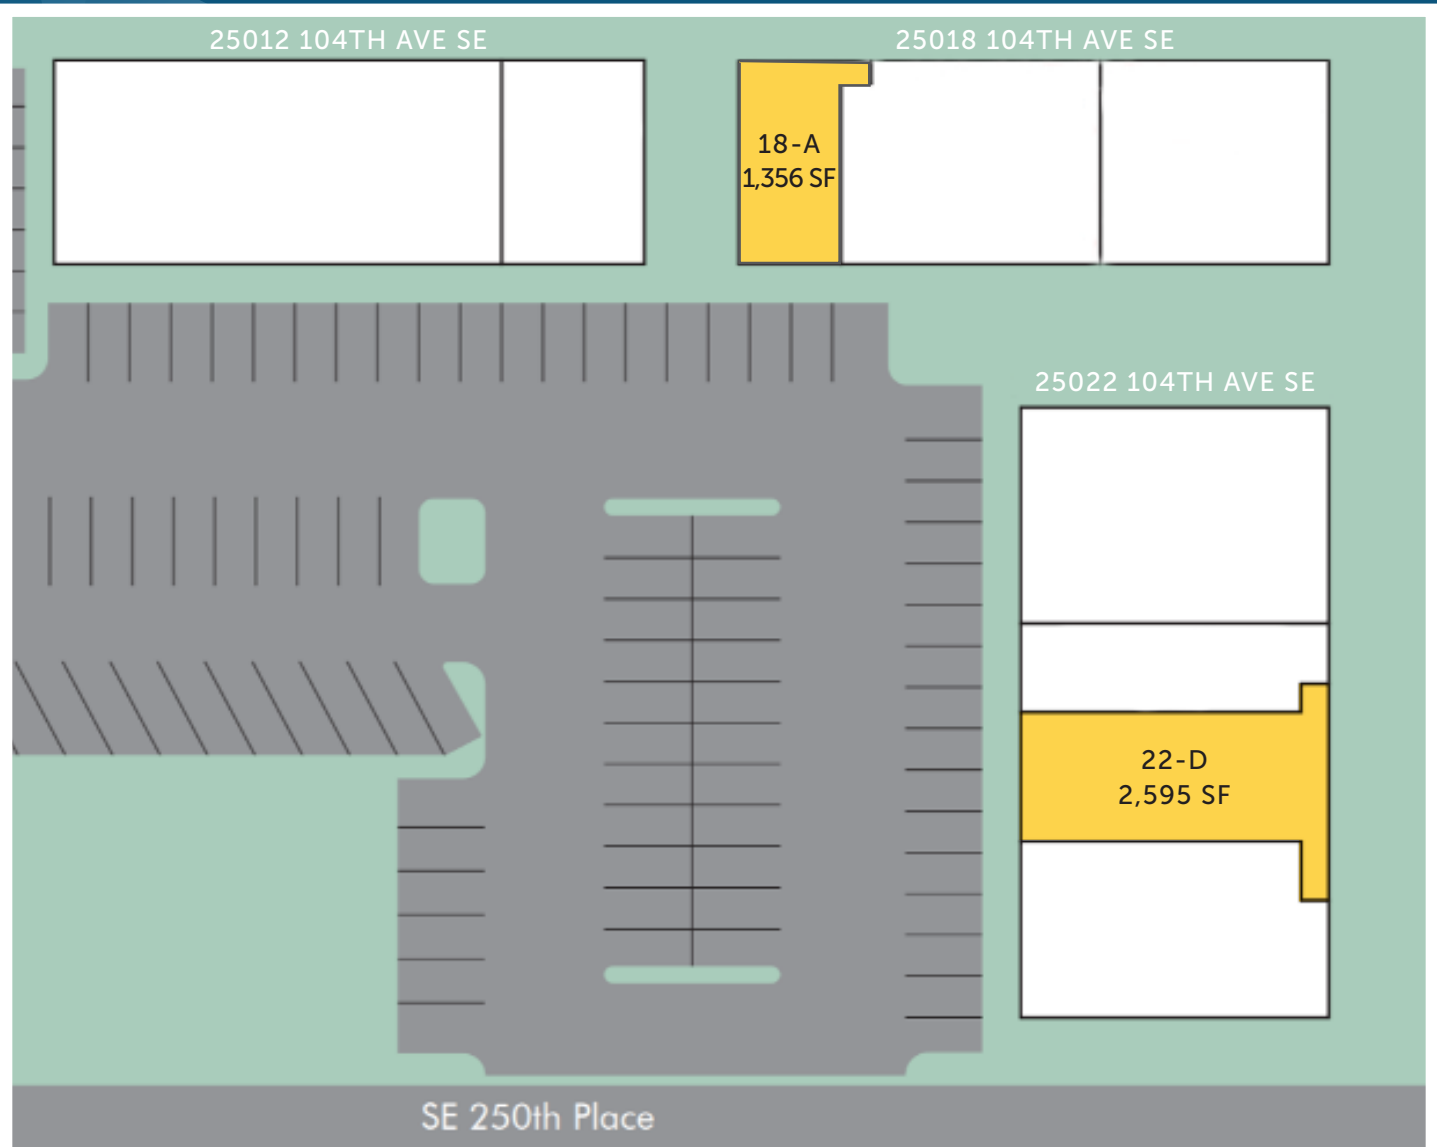 25012 104TH AVE SE
25018 104TH AVE SE
18-A
1,356 SF
25022 104TH AVE SE
22-D
2,595 SF
SE 250th Place